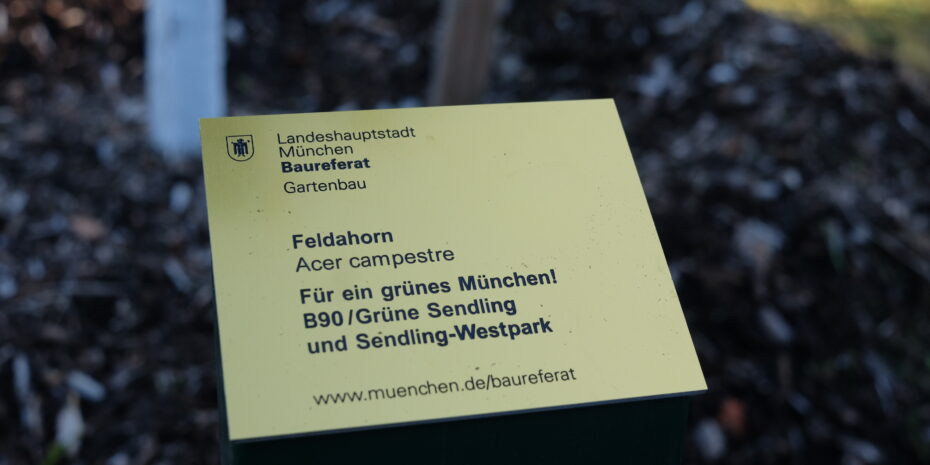 Landeshauptstadt
München
Baureferat
Gartenbau
Feldahorn
Acer campestre
Für ein grünes München!
B90/Grüne Sendling
und Sendling-Westpark
www.muenchen.de/baureferat